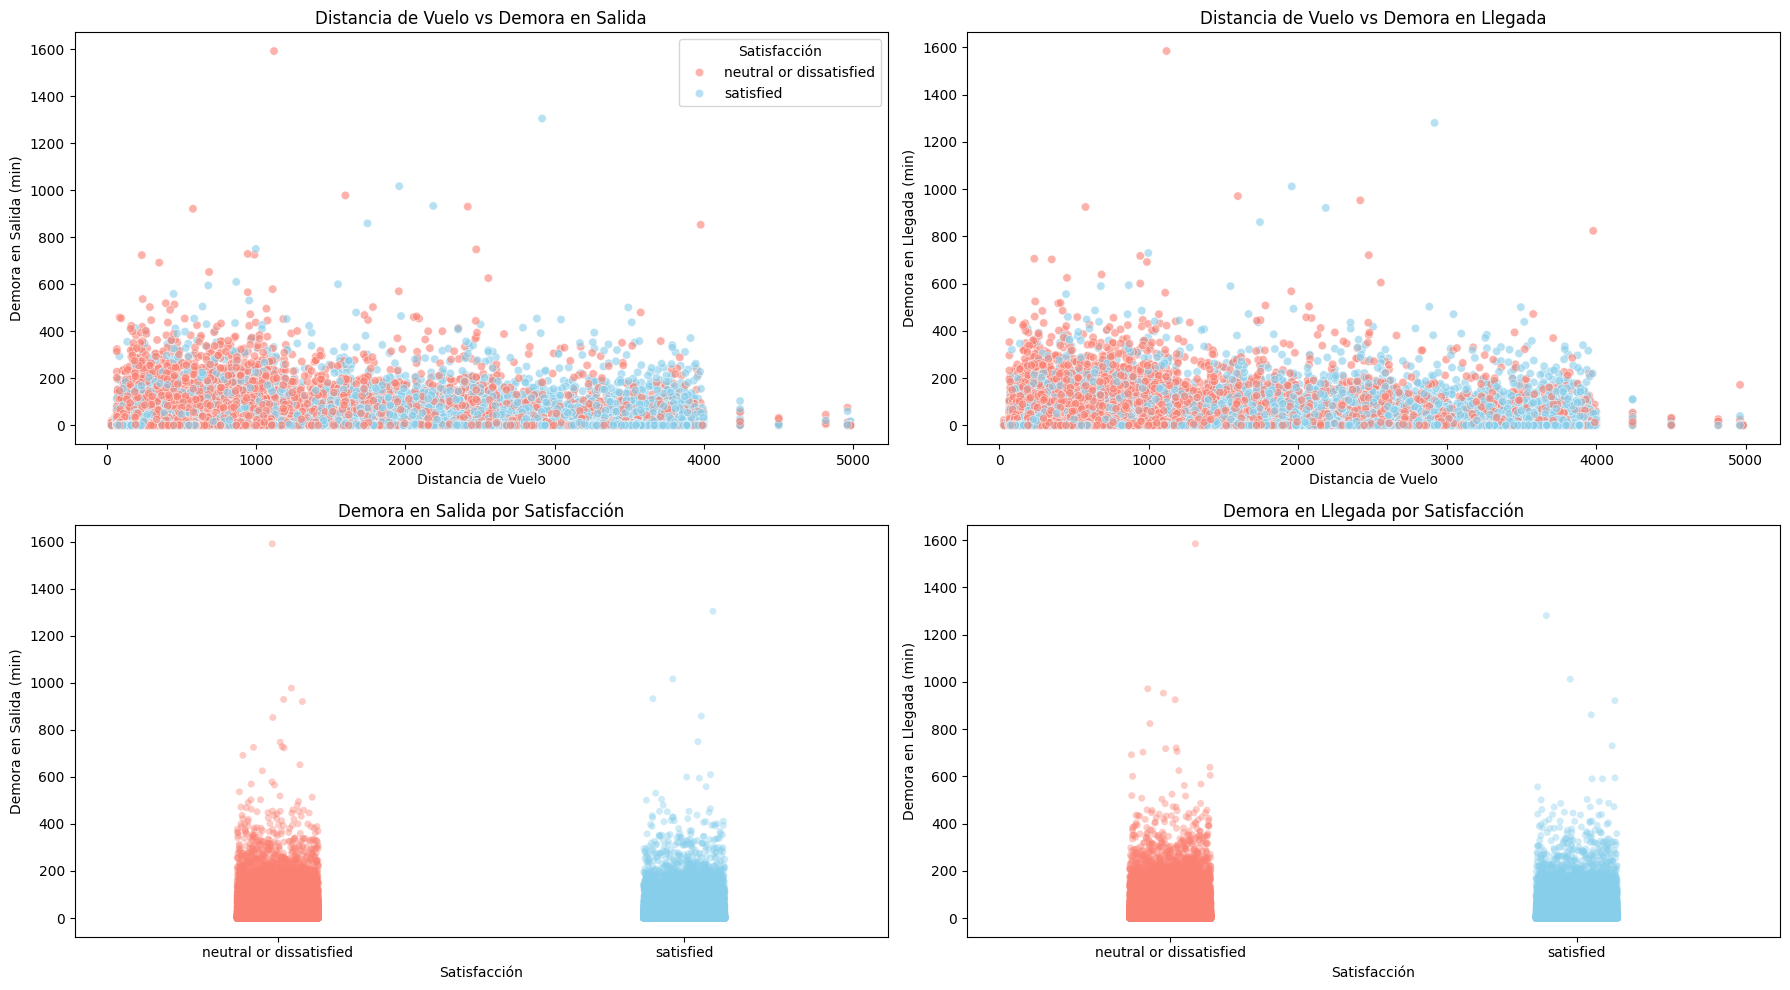 Distancia de Vuelo vs Demora en Salida
1600
1400
1200
1000
800
600
400
200
0
Demora en Salida (min)
Satisfacción
neutral or dissatisfied
satisfied
0 1000 2000 3000 4000 5000
Distancia de Vuelo
Distancia de Vuelo vs Demora en Llegada
1600
1400
1200
1000
800
600
400
200
0
Demora en Llegada (min)
0 1000 2000 3000 4000 5000
Distancia de Vuelo
Demora en Salida por Satisfacción
1600
1400
1200
1000
800
600
400
200
0
Demora en Salida (min)
neutral or dissatisfied satisfied
Satisfacción
Demora en Llegada por Satisfacción
1600
1400
1200
1000
800
600
400
200
0
Demora en Llegada (min)
neutral or dissatisfied satisfied
Satisfacción